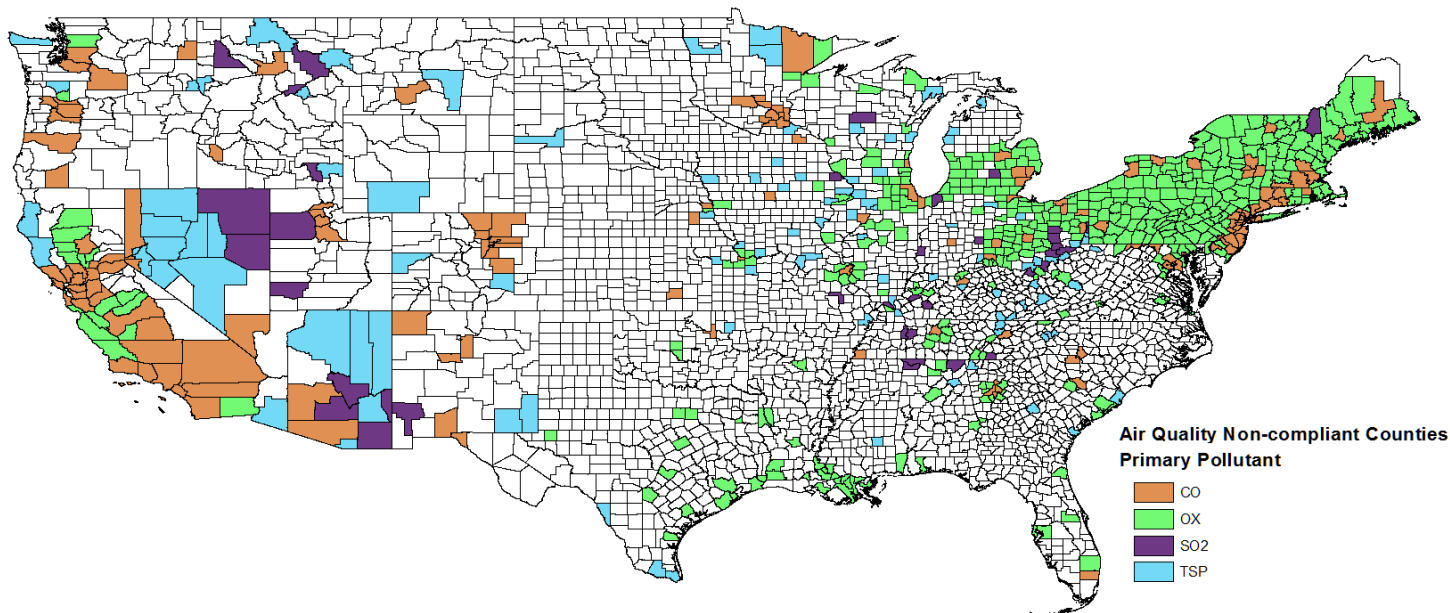 Air Quality Non-compliant Counties
Primary Pollutant
CO
OX
SO2
TSP